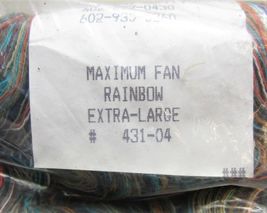 MAXIMUM FAN
RAINBOW
EXTRA-LARGE
# 431-04
###